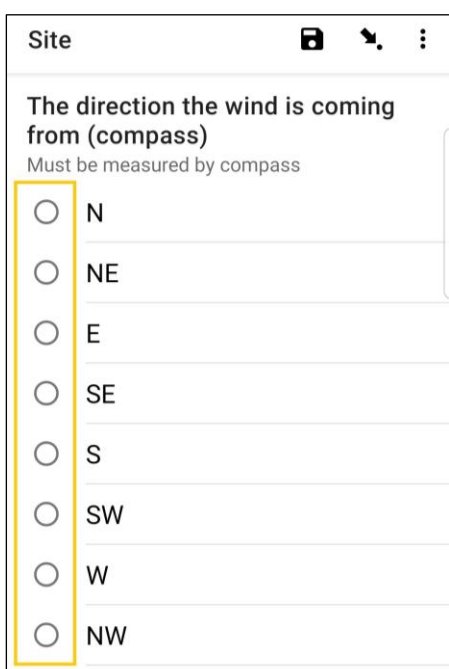 Site
The direction the wind is coming
from (compass)
Must be measured by compass
N
NE
E
SE
S
SW
W
NW